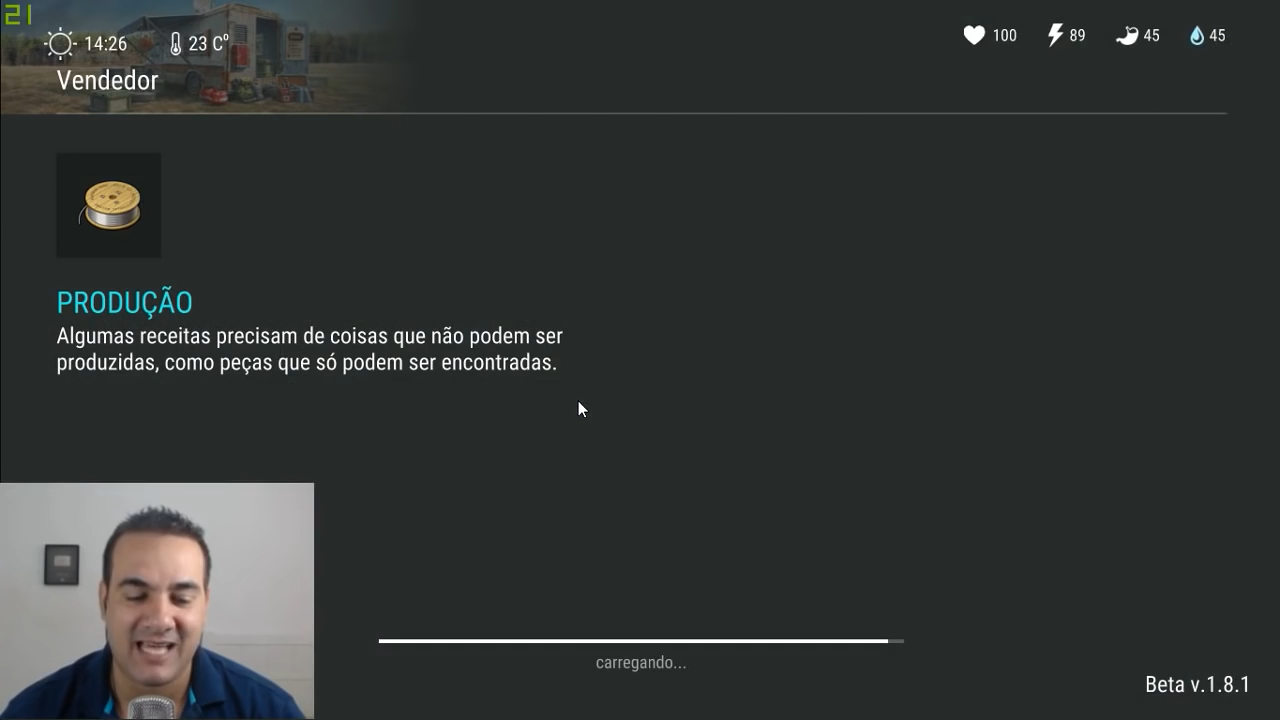 21
14:26
23 Cº
100
89
45
45
Vendedor
PRODUÇÃO
Algumas receitas precisam de coisas que não podem ser
produzidas, como peças que só podem ser encontradas.
carregando...
Beta v.1.8.1